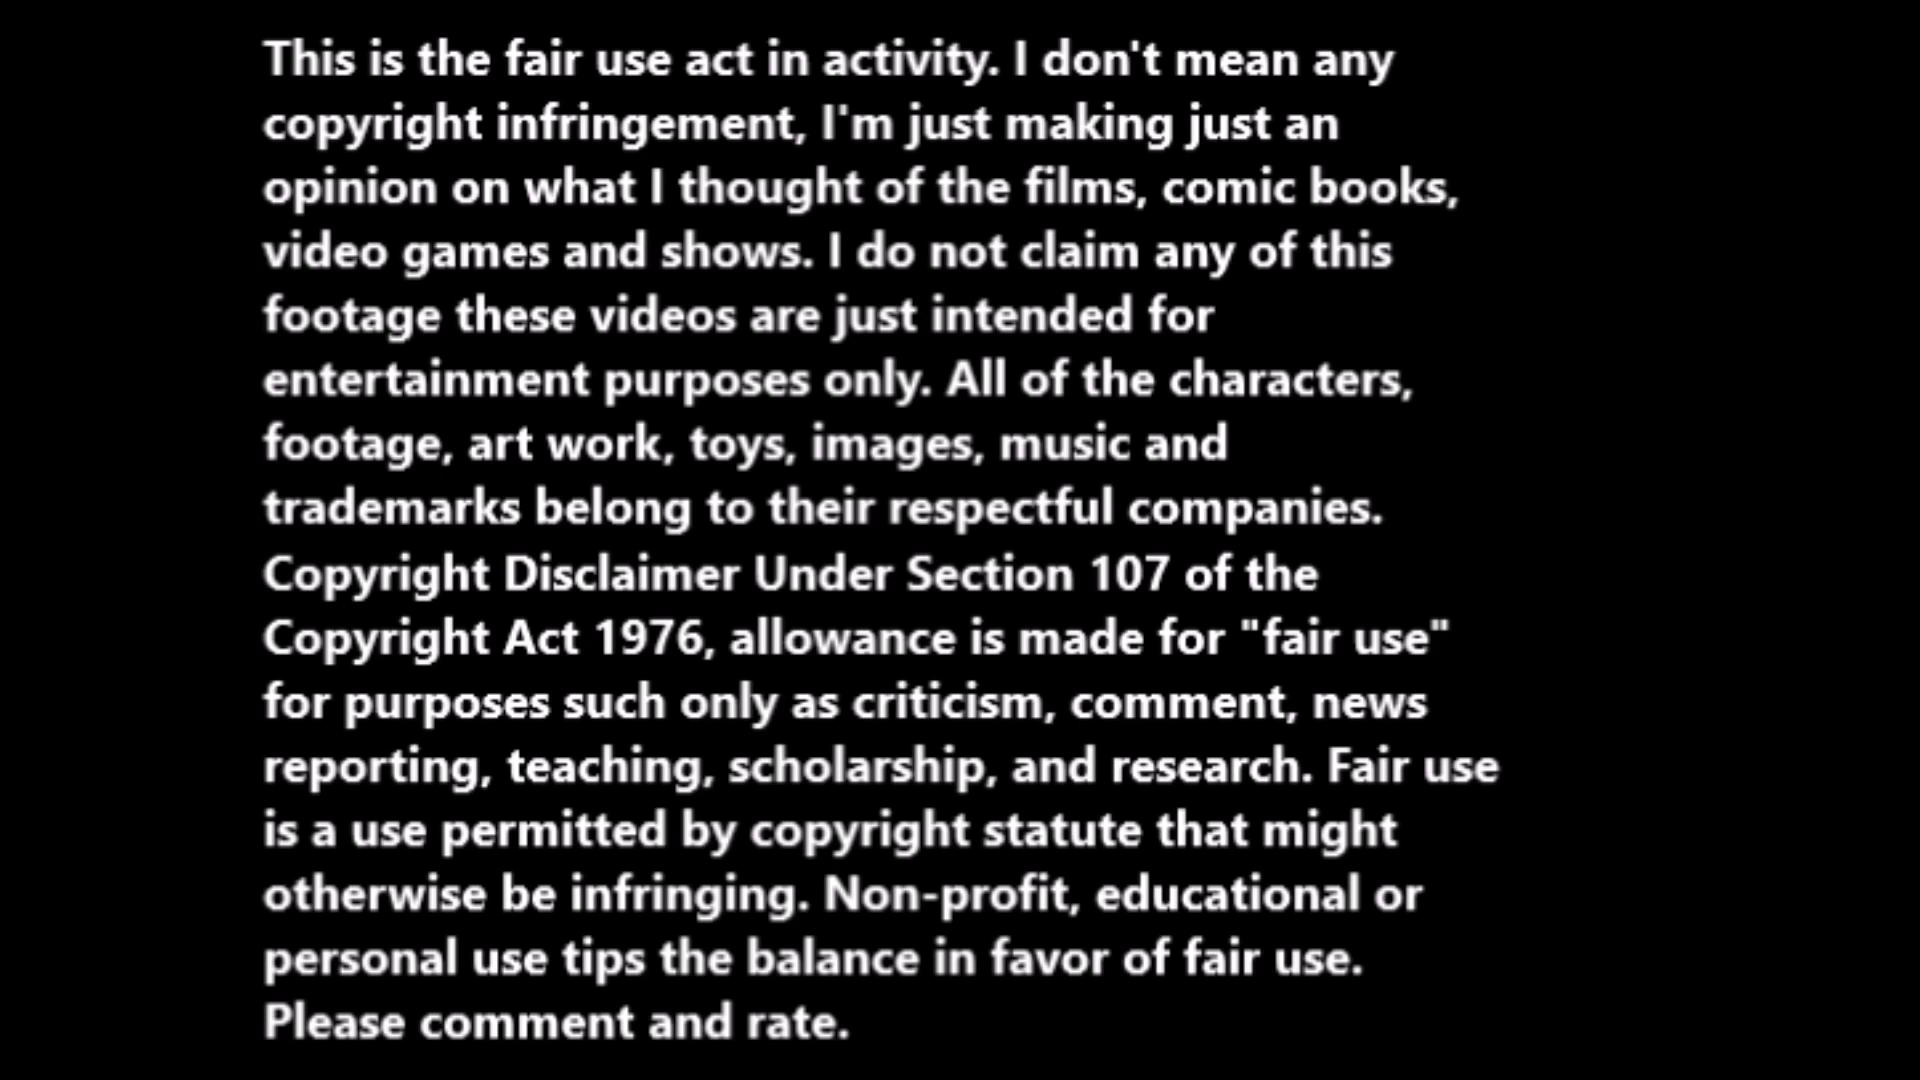 This is the fair use act in activity. I don't mean any
copyright infringement, I'm just making just an
opinion on what I thought of the films, comic books,
video games and shows. I do not claim any of this
footage these videos are just intended for
entertainment purposes only. All of the characters,
footage, art work, toys, images, music and
trademarks belong to their respectful companies.
Copyright Disclaimer Under Section 107 of the
Copyright Act 1976, allowance is made for "fair use"
for purposes such only as criticism, comment, news
reporting, teaching, scholarship, and research. Fair use
is a use permitted by copyright statute that might
otherwise be infringing. Non-profit, educational or
personal use tips the balance in favor of fair use.
Please comment and rate.